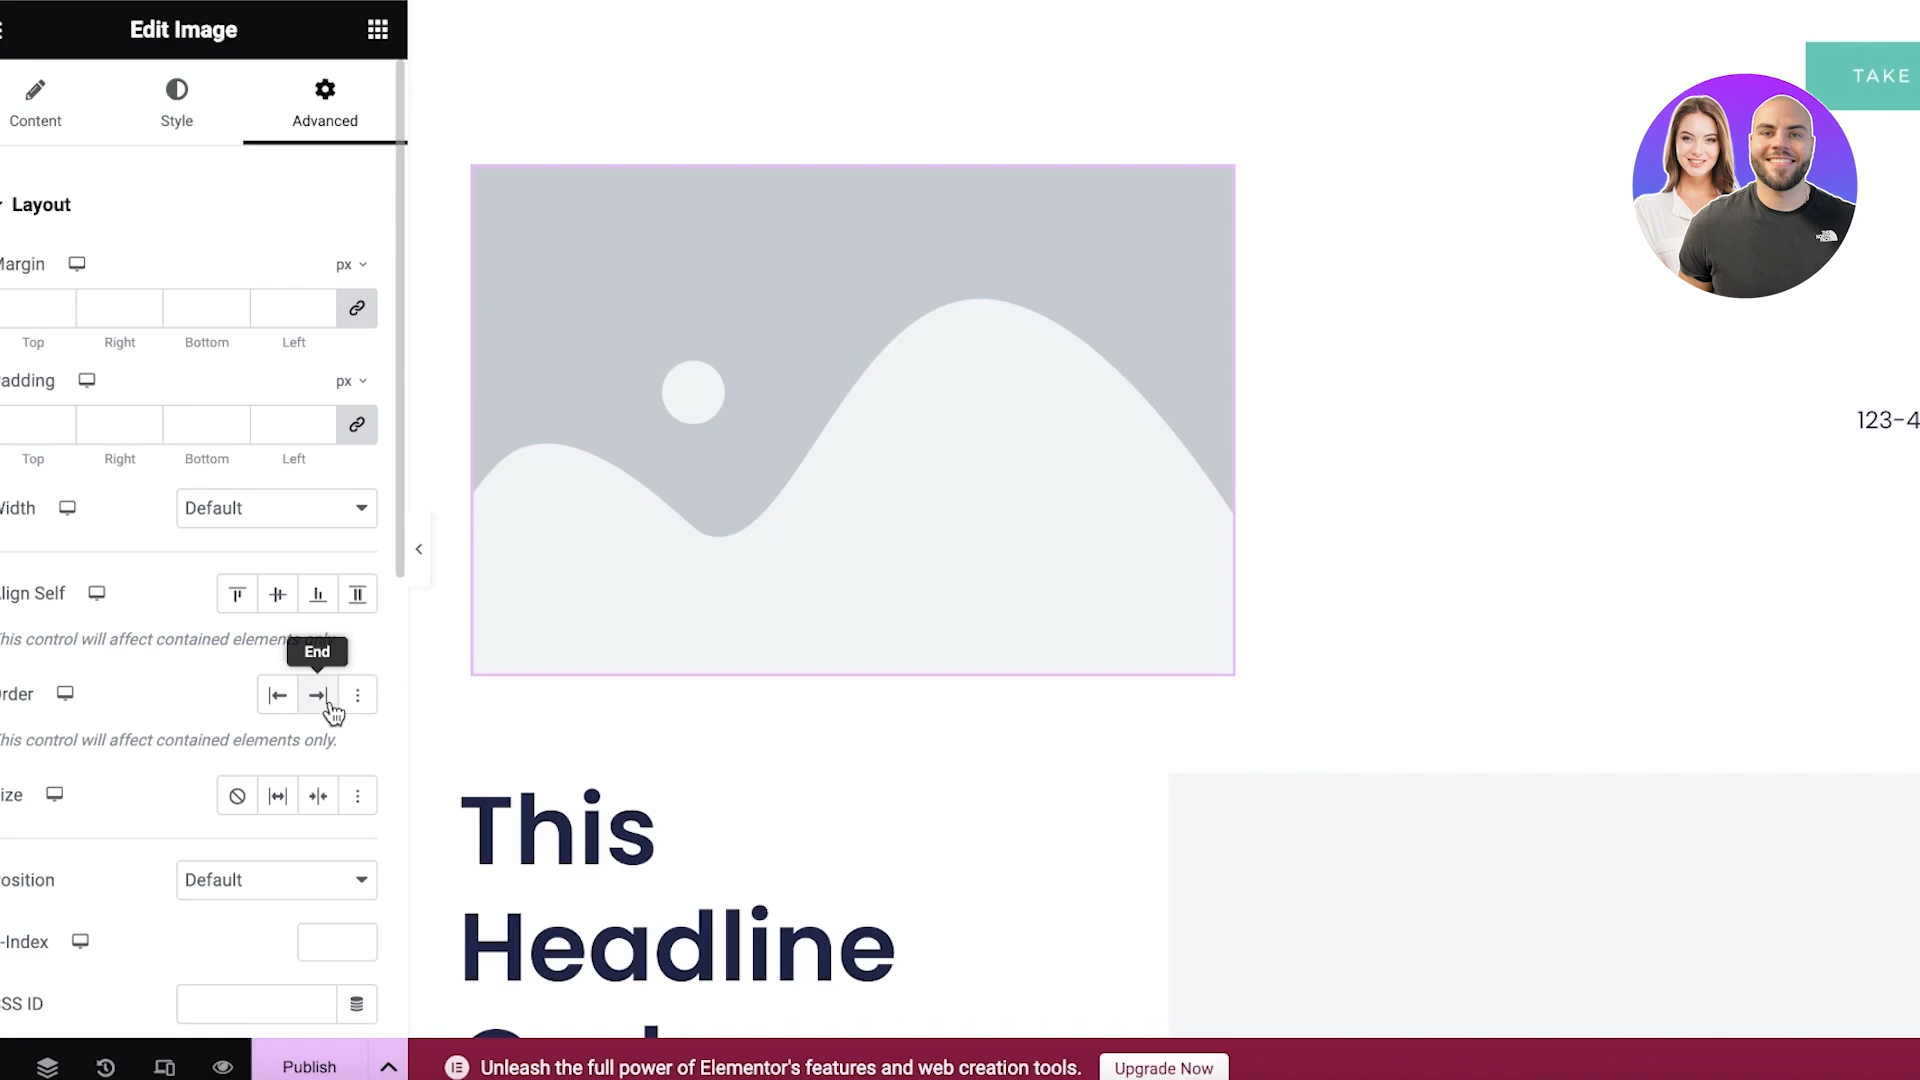 Edit Image
Content
Style
Advanced
Layout
Margin
px
Top
Right
Bottom
Left
adding
px
Top
Right
Bottom
Left
Width
Default
lign Self
his control will affect contained elements only.
End
rder
his control will affect contained elements only.
ize
osition
Default
-Index
SS ID
Publish
TAKE
123-4
This
Headline
Unleash the full power of Elementor's features and web creation tools.
Upgrade Now